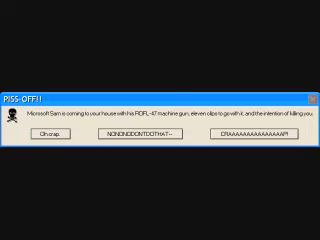 PISS-OFF!!
Microsoft Sam is coming to your house with his ROFL-47 machine gun, eleven clips to go with it, and the intention of killing you.
Oh crap.
NONONODONTDOTHAT--
CRAAAAAAAAAAAAAAAP!